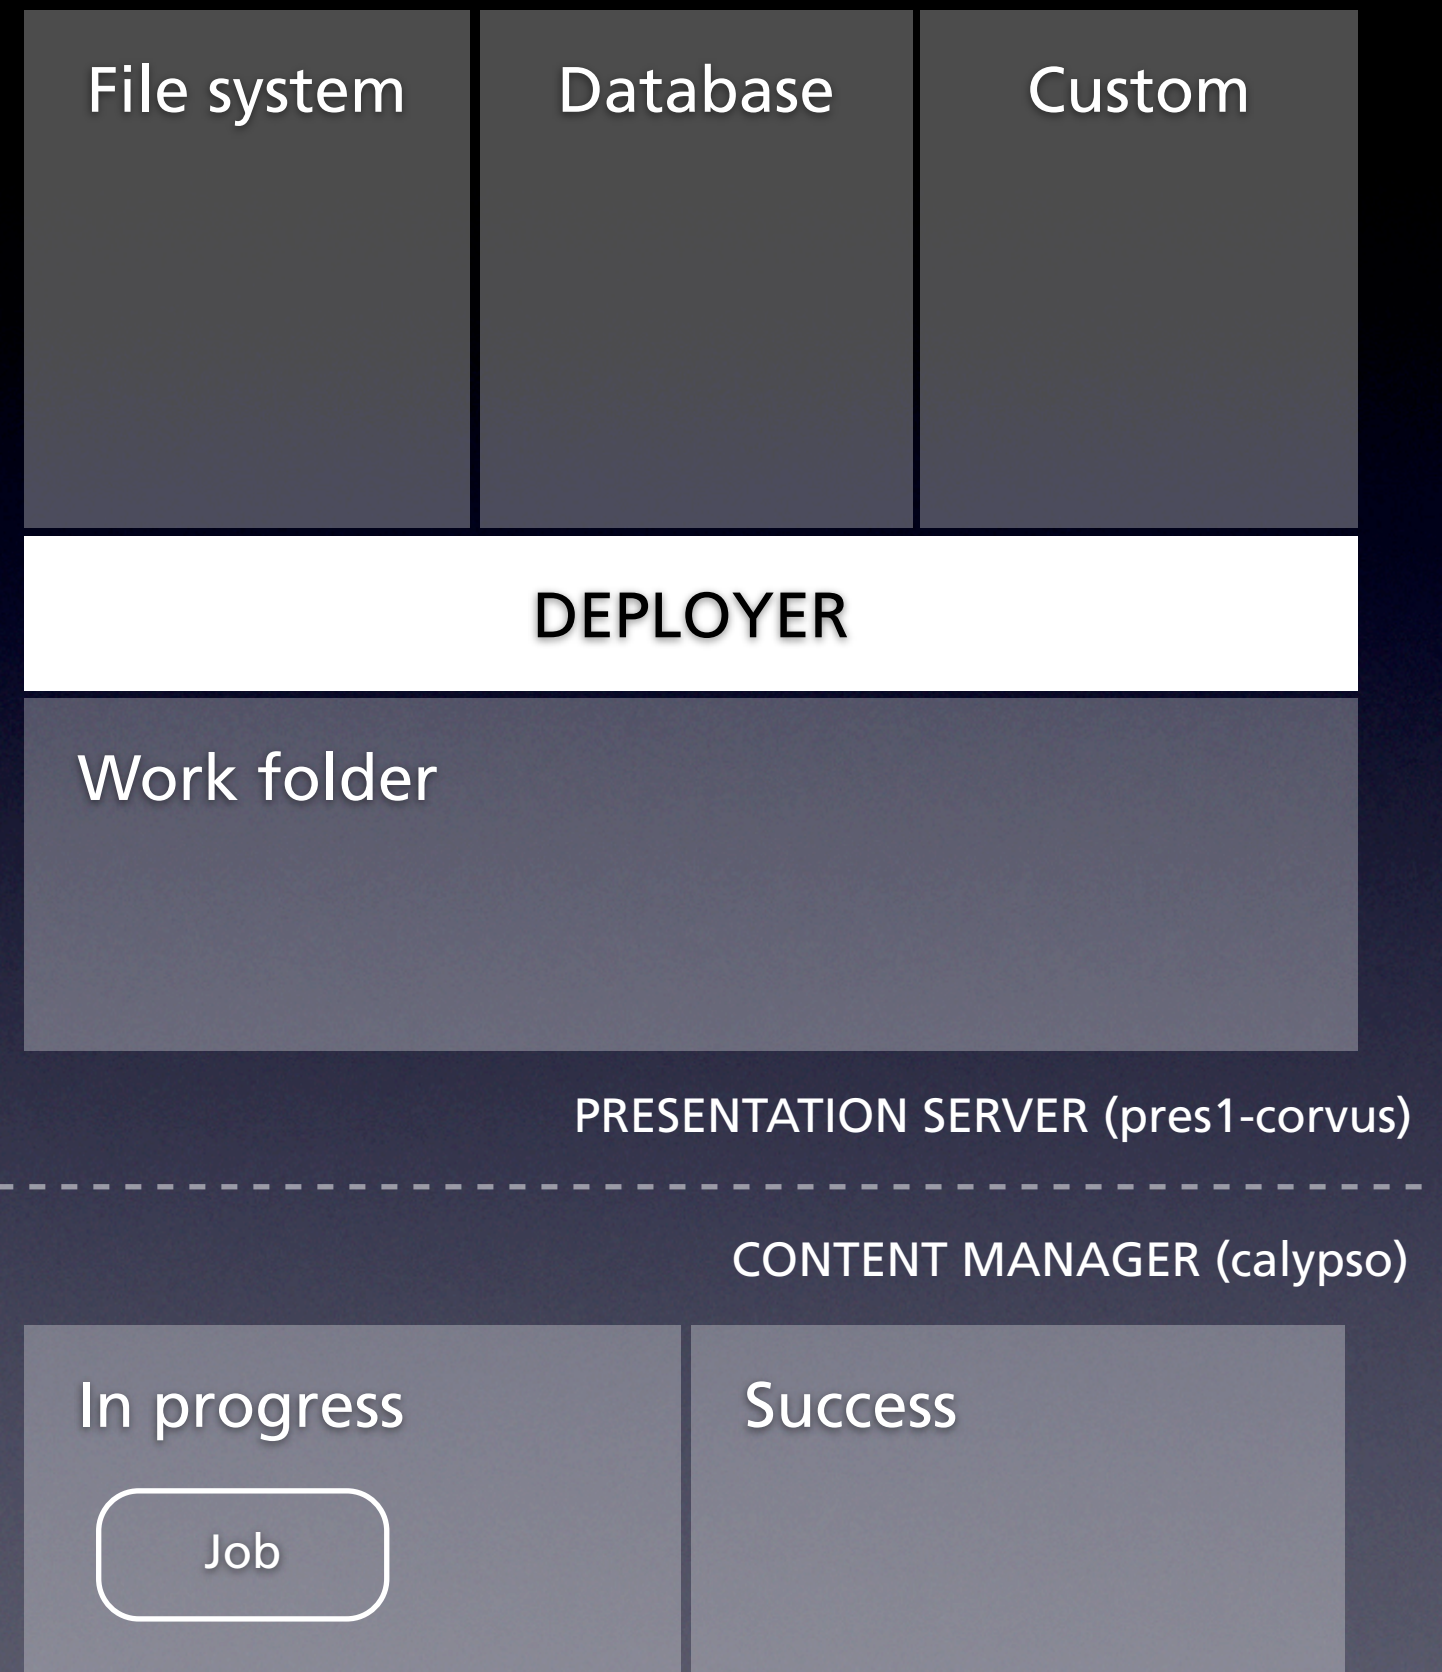 File system
Database
Custom
DEPLOYER
Work folder
PRESENTATION SERVER (pres1-corvus)
CONTENT MANAGER (calypso)
In progress
Success
Job